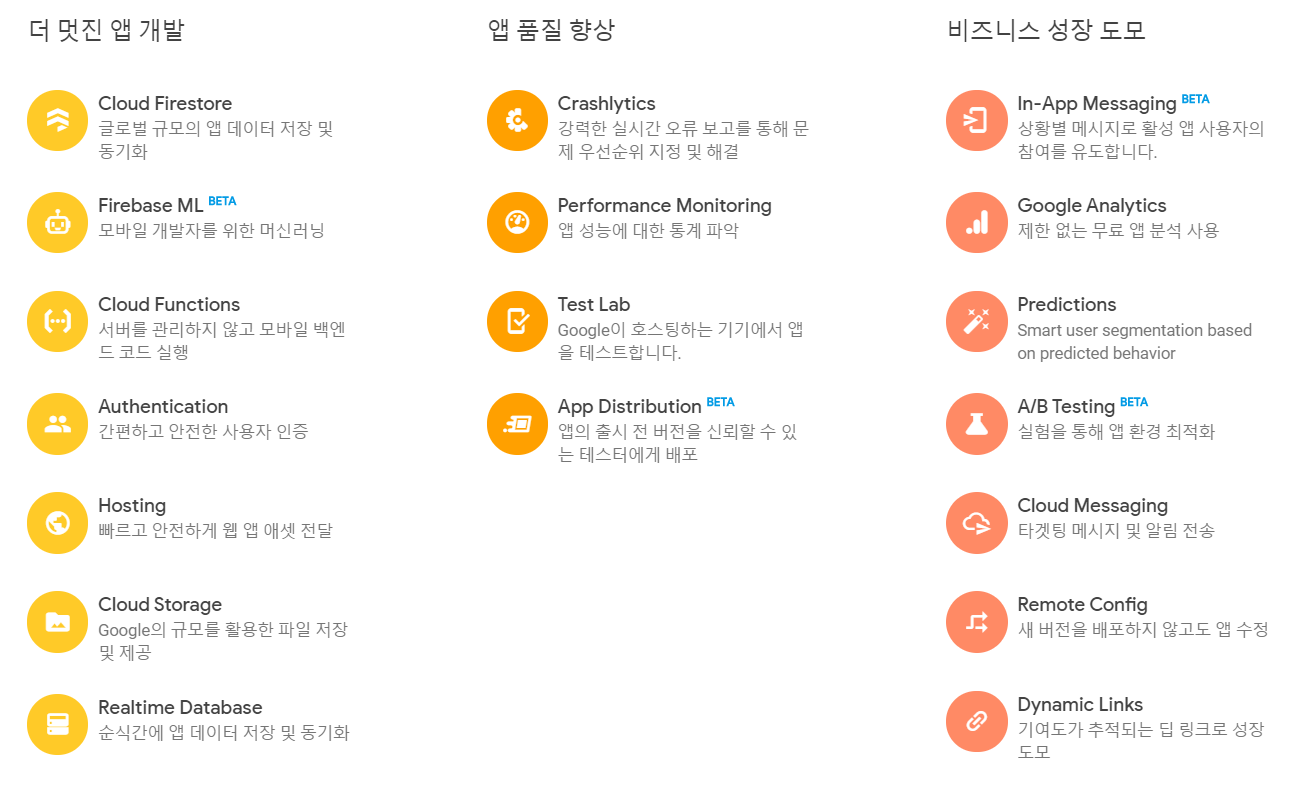 더 멋진 앱 개발
Cloud Firestore
글로벌 규모의 앱 데이터 저장 및
동기화
Firebase ML BETA
모바일 개발자를 위한 머신러닝
Cloud Functions
서버를 관리하지 않고 모바일 백엔
드 코드 실행
Authentication
간편하고 안전한 사용자 인증
Hosting
빠르고 안전하게 웹 앱 애셋 전달
Cloud Storage
Google의 규모를 활용한 파일 저장
및 제공
Realtime Database
순식간에 앱 데이터 저장 및 동기화
앱 품질 향상
Crashlytics
강력한 실시간 오류 보고를 통해 문
제 우선순위 지정 및 해결
Performance Monitoring
앱 성능에 대한 통계 파악
Test Lab
Google이 호스팅하는 기기에서 앱
을 테스트합니다.
App Distribution BETA
앱의 출시 전 버전을 신뢰할 수 있
는 테스터에게 배포
비즈니스 성장 도모
In-App Messaging BETA
상황별 메시지로 활성 앱 사용자의
참여를 유도합니다.
Google Analytics
제한 없는 무료 앱 분석 사용
Predictions
Smart user segmentation based
on predicted behavior
A/B Testing BETA
실험을 통해 앱 환경 최적화
Cloud Messaging
타겟팅 메시지 및 알림 전송
Remote Config
새 버전을 배포하지 않고도 앱 수정
Dynamic Links
기여도가 추적되는 딥 링크로 성장
도모